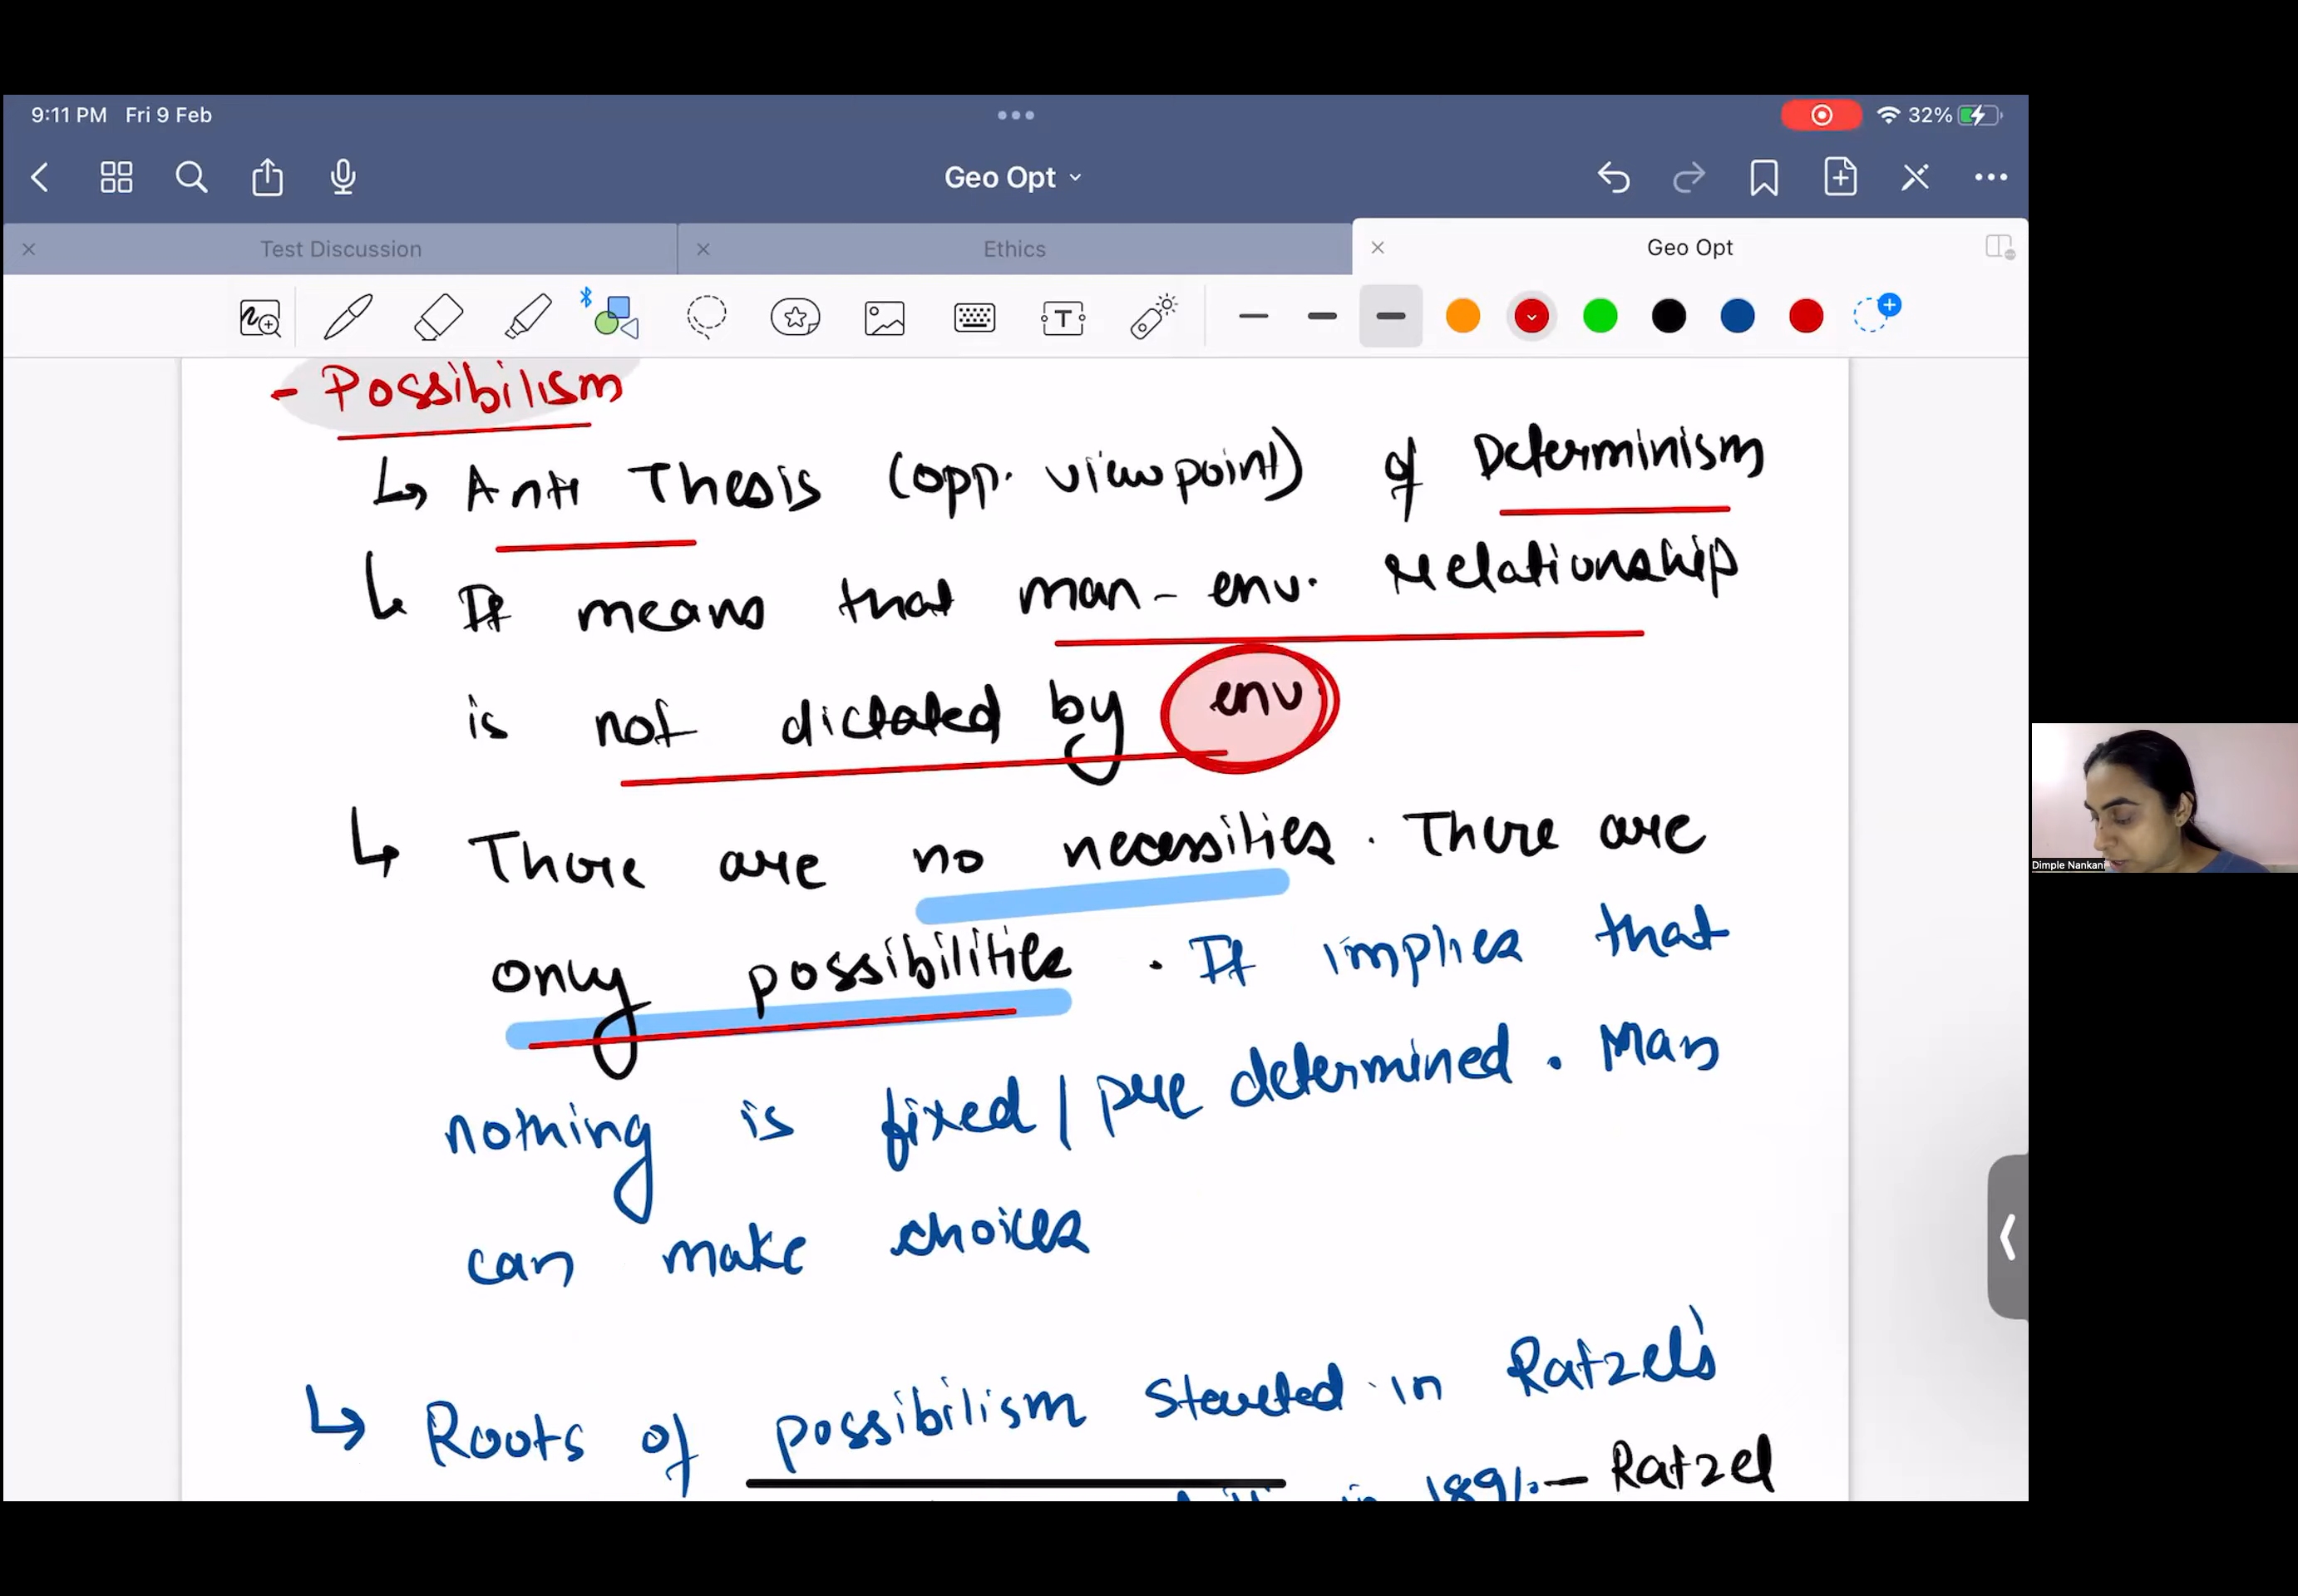 9:11 PM Fri 9 Feb
32%
Geo Opt
Test Discussion
Ethics
Geo Opt
- Possibilism
↳ Anti Thesis (opp. viewpoint) of Determinism
↳ It means that man - env. relationship
is not dictated by env.
↳ There are no necessities. There are
only possibilities. It implies that
nothing is fixed / pre determined. Man
can make choices
↳ Roots of possibilism started in Ratzel's
in 1891. — Ratzel
Dimple Nankani